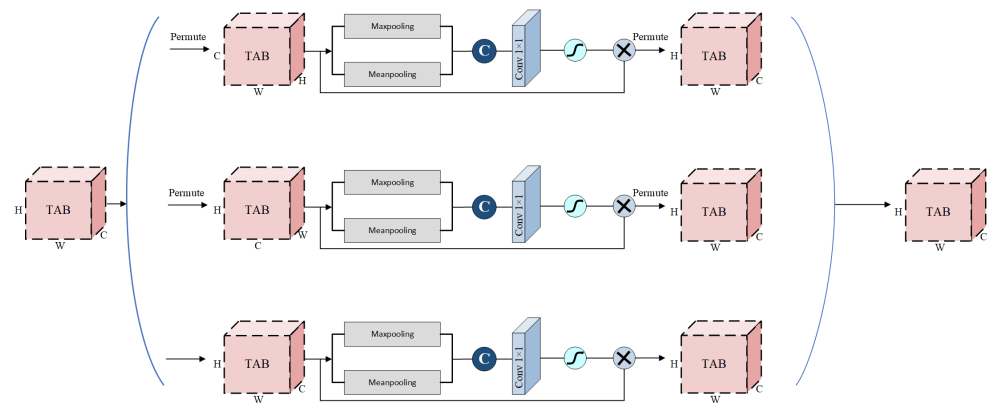 Permute
C
TAB
H
W
Maxpooling
Meanpooling
C
Conv 1×1
Permute
H
TAB
C
W
H
TAB
C
W
Permute
H
TAB
W
C
Maxpooling
Meanpooling
C
Conv 1×1
Permute
H
TAB
C
W
H
TAB
C
W
H
TAB
C
W
Maxpooling
Meanpooling
C
Conv 1×1
H
TAB
C
W